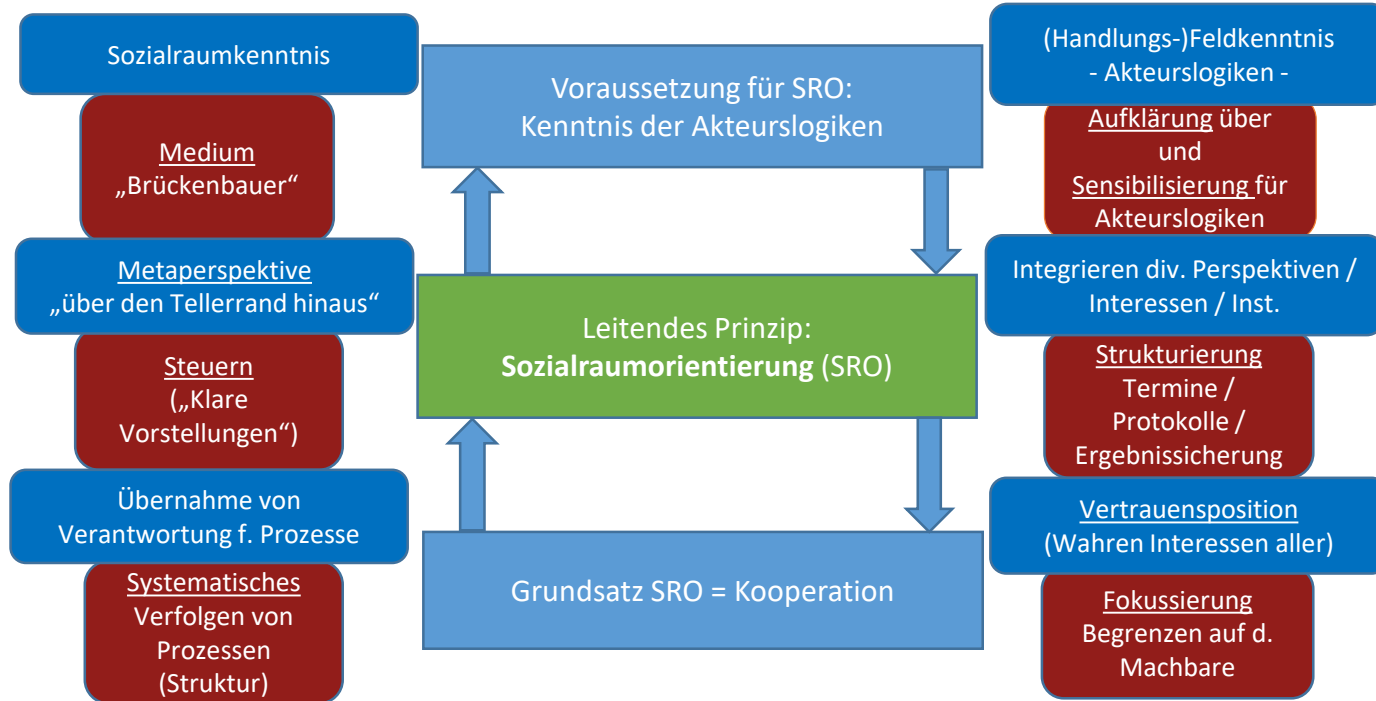 Sozialraumkenntnis
Medium
„Brückenbauer“
Metaperspektive
„über den Tellerrand hinaus“
Steuern
(„Klare
Vorstellungen“)
Übernahme von
Verantwortung f. Prozesse
Systematisches
Verfolgen von
Prozessen
(Struktur)
Voraussetzung für SRO:
Kenntnis der Akteurslogiken
Leitendes Prinzip:
Sozialraumorientierung (SRO)
Grundsatz SRO = Kooperation
(Handlungs-)Feldkenntnis
- Akteurslogiken -
Aufklärung über
und
Sensibilisierung für
Akteurslogiken
Integrieren div. Perspektiven /
Interessen / Inst.
Strukturierung
Termine /
Protokolle /
Ergebnissicherung
Vertrauensposition
(Wahren Interessen aller)
Fokussierung
Begrenzen auf d.
Machbare